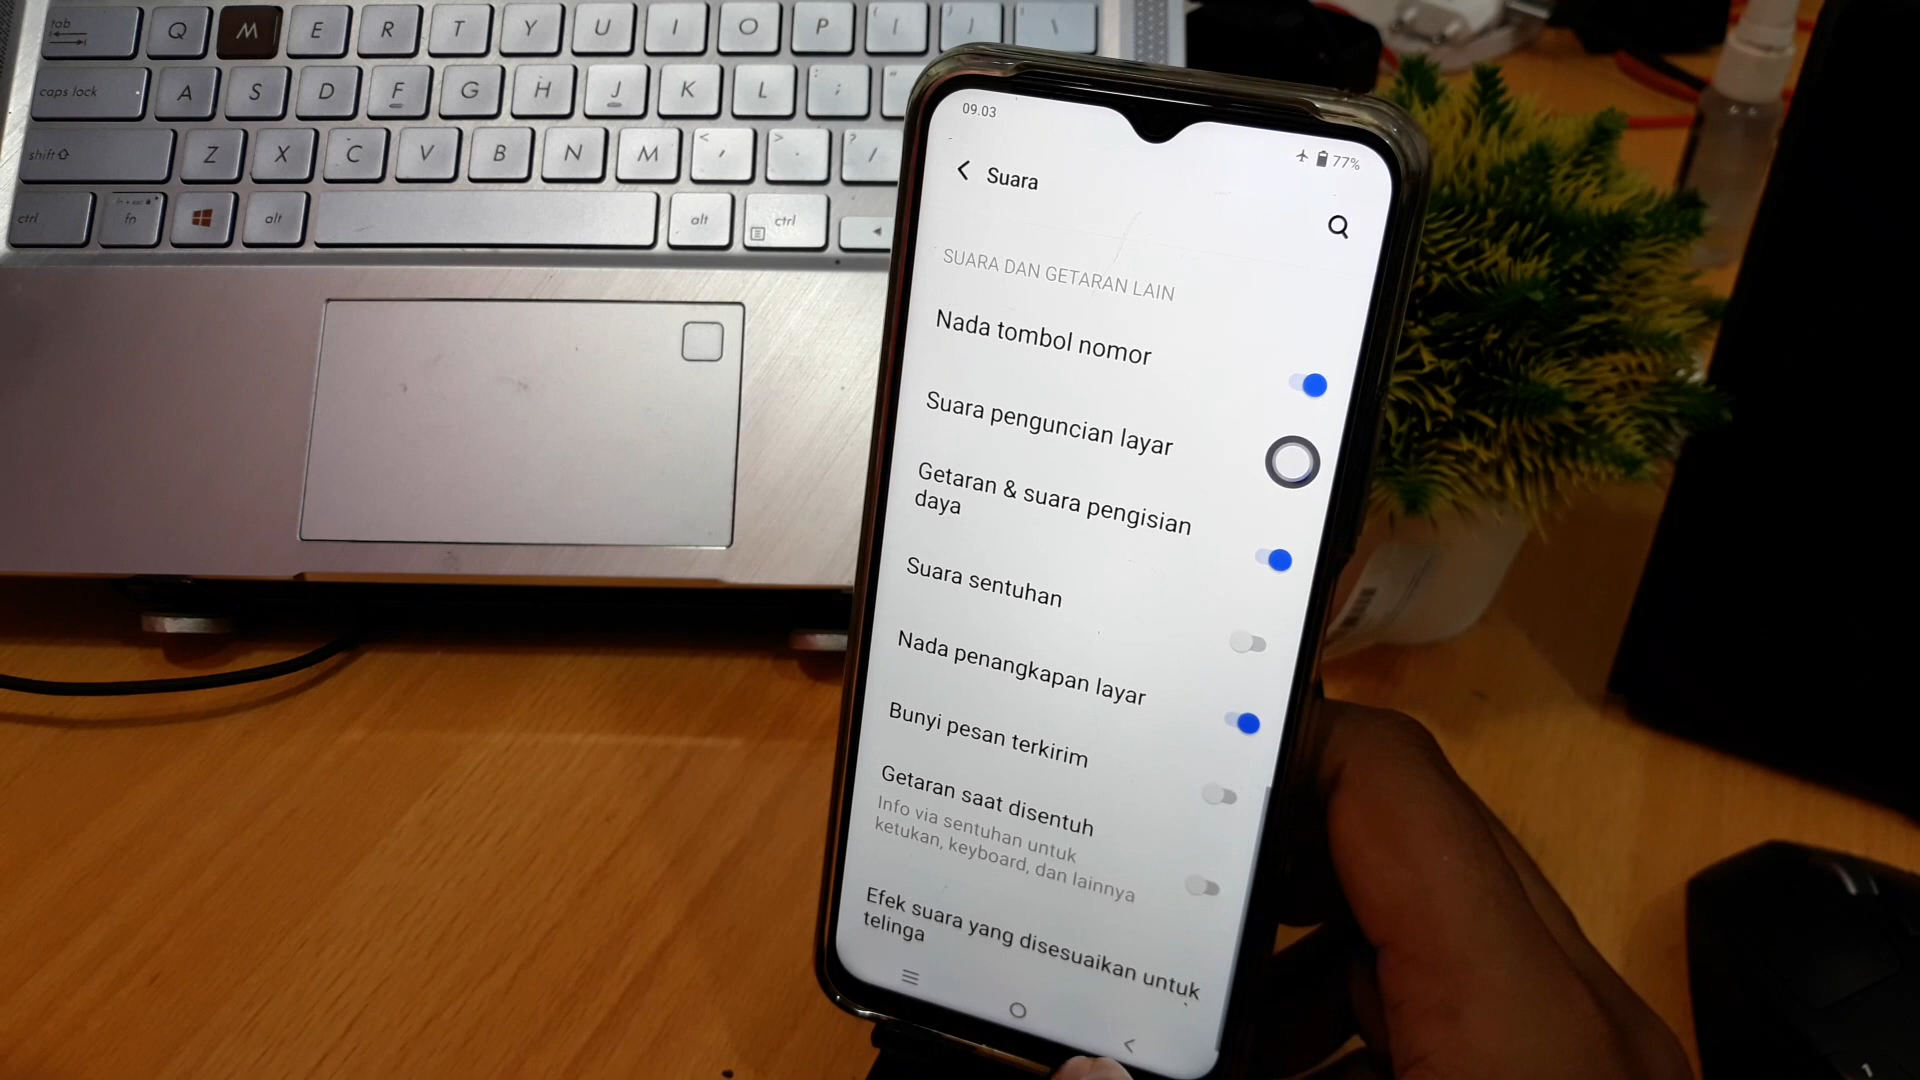 tab
Q M E R T Y U I O P [ ] \
caps lock A S D F G H J K L ;
shift Z X C V B N M < , > . ? /
ctrl fn alt alt ctrl
09.03
77%
Suara
SUARA DAN GETARAN LAIN
Nada tombol nomor
Suara penguncian layar
Getaran & suara pengisian
daya
Suara sentuhan
Nada penangkapan layar
Bunyi pesan terkirim
Getaran saat disentuh
Info via sentuhan untuk
ketukan, keyboard, dan lainnya
Efek suara yang disesuaikan untuk
telinga